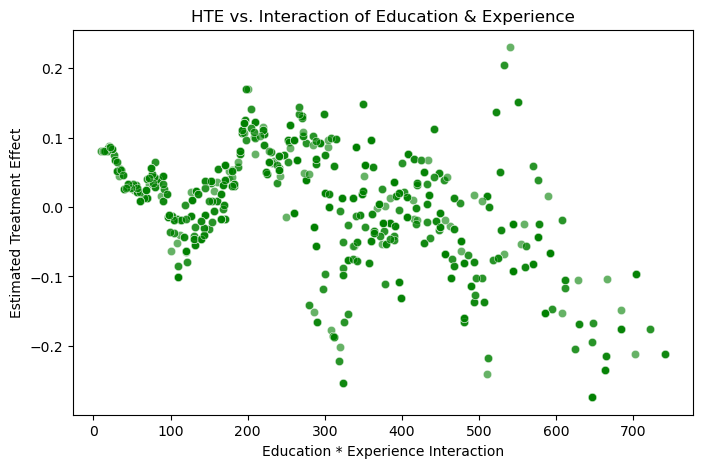 HTE vs. Interaction of Education & Experience
Estimated Treatment Effect
0.2
0.1
0.0
−0.1
−0.2
0 100 200 300 400 500 600 700
Education * Experience Interaction